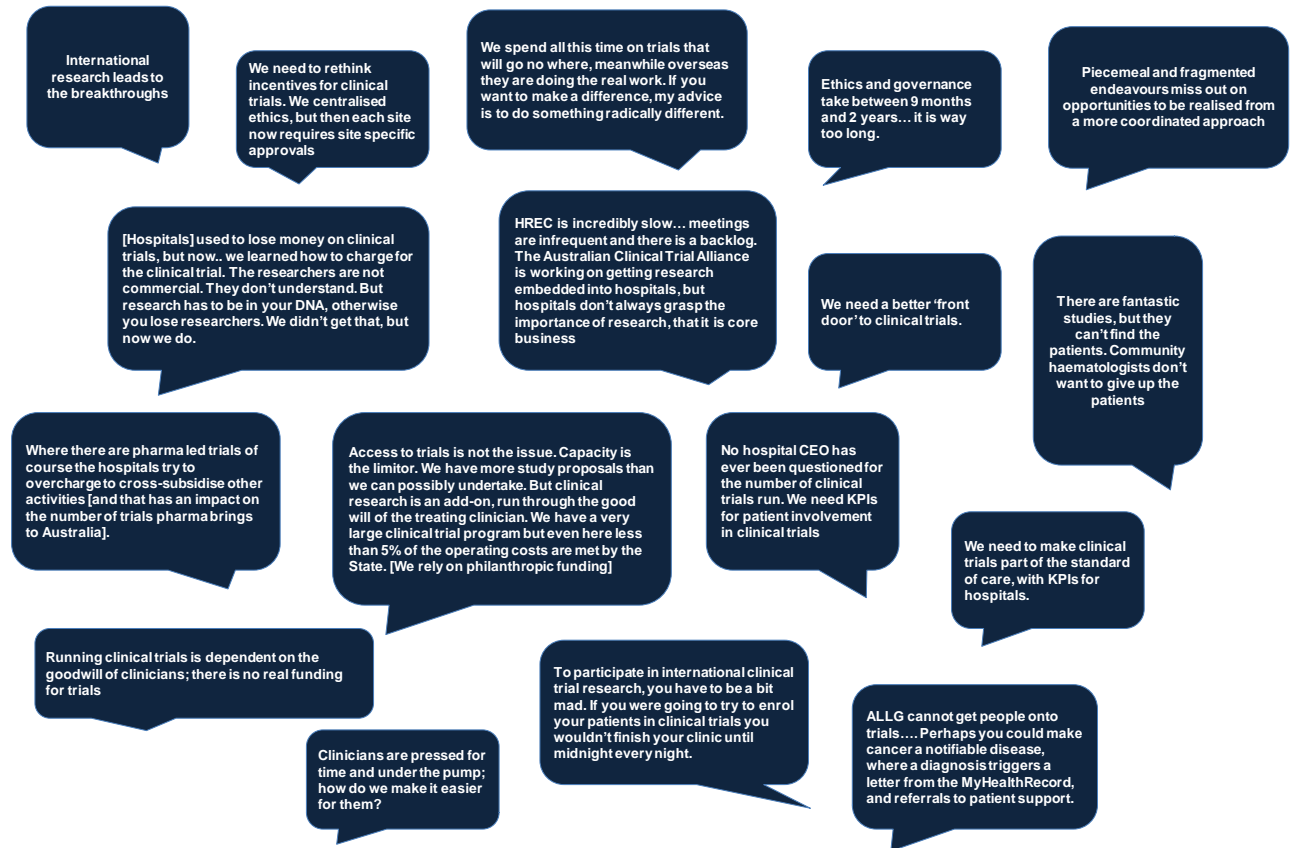 International
research leads to
the breakthroughs
We need to rethink
incentives for clinical
trials. We centralised
ethics, but then each site
now requires site specific
approvals
We spend all this time on trials that
will go no where, meanwhile overseas
they are doing the real work. If you
want to make a difference, my advice
is to do something radically different.
Ethics and governance
take between 9 months
and 2 years… it is way
too long.
Piecemeal and fragmented
endeavours miss out on
opportunities to be realised from
a more coordinated approach
[Hospitals] used to lose money on clinical
trials, but now.. we learned how to charge for
the clinical trial. The researchers are not
commercial. They don't understand. But
research has to be in your DNA, otherwise
you lose researchers. We didn't get that, but
now we do.
HREC is incredibly slow… meetings
are infrequent and there is a backlog.
The Australian Clinical Trial Alliance
is working on getting research
embedded into hospitals, but
hospitals don't always grasp the
importance of research, that it is core
business
We need a better 'front
door' to clinical trials.
There are fantastic
studies, but they
can't find the
patients. Community
haematologists don't
want to give up the
patients
Where there are pharma led trials of
course the hospitals try to
overcharge to cross-subsidise other
activities [and that has an impact on
the number of trials pharma brings
to Australia].
Access to trials is not the issue. Capacity is
the limitor. We have more study proposals than
we can possibly undertake. But clinical
research is an add-on, run through the good
will of the treating clinician. We have a very
large clinical trial program but even here less
than 5% of the operating costs are met by the
State. [We rely on philanthropic funding]
No hospital CEO has
ever been questioned for
the number of clinical
trials run. We need KPIs
for patient involvement
in clinical trials
We need to make clinical
trials part of the standard
of care, with KPIs for
hospitals.
Running clinical trials is dependent on the
goodwill of clinicians; there is no real funding
for trials
Clinicians are pressed for
time and under the pump;
how do we make it easier
for them?
To participate in international clinical
trial research, you have to be a bit
mad. If you were going to try to enrol
your patients in clinical trials you
wouldn't finish your clinic until
midnight every night.
ALLG cannot get people onto
trials…. Perhaps you could make
cancer a notifiable disease,
where a diagnosis triggers a
letter from the MyHealthRecord,
and referrals to patient support.